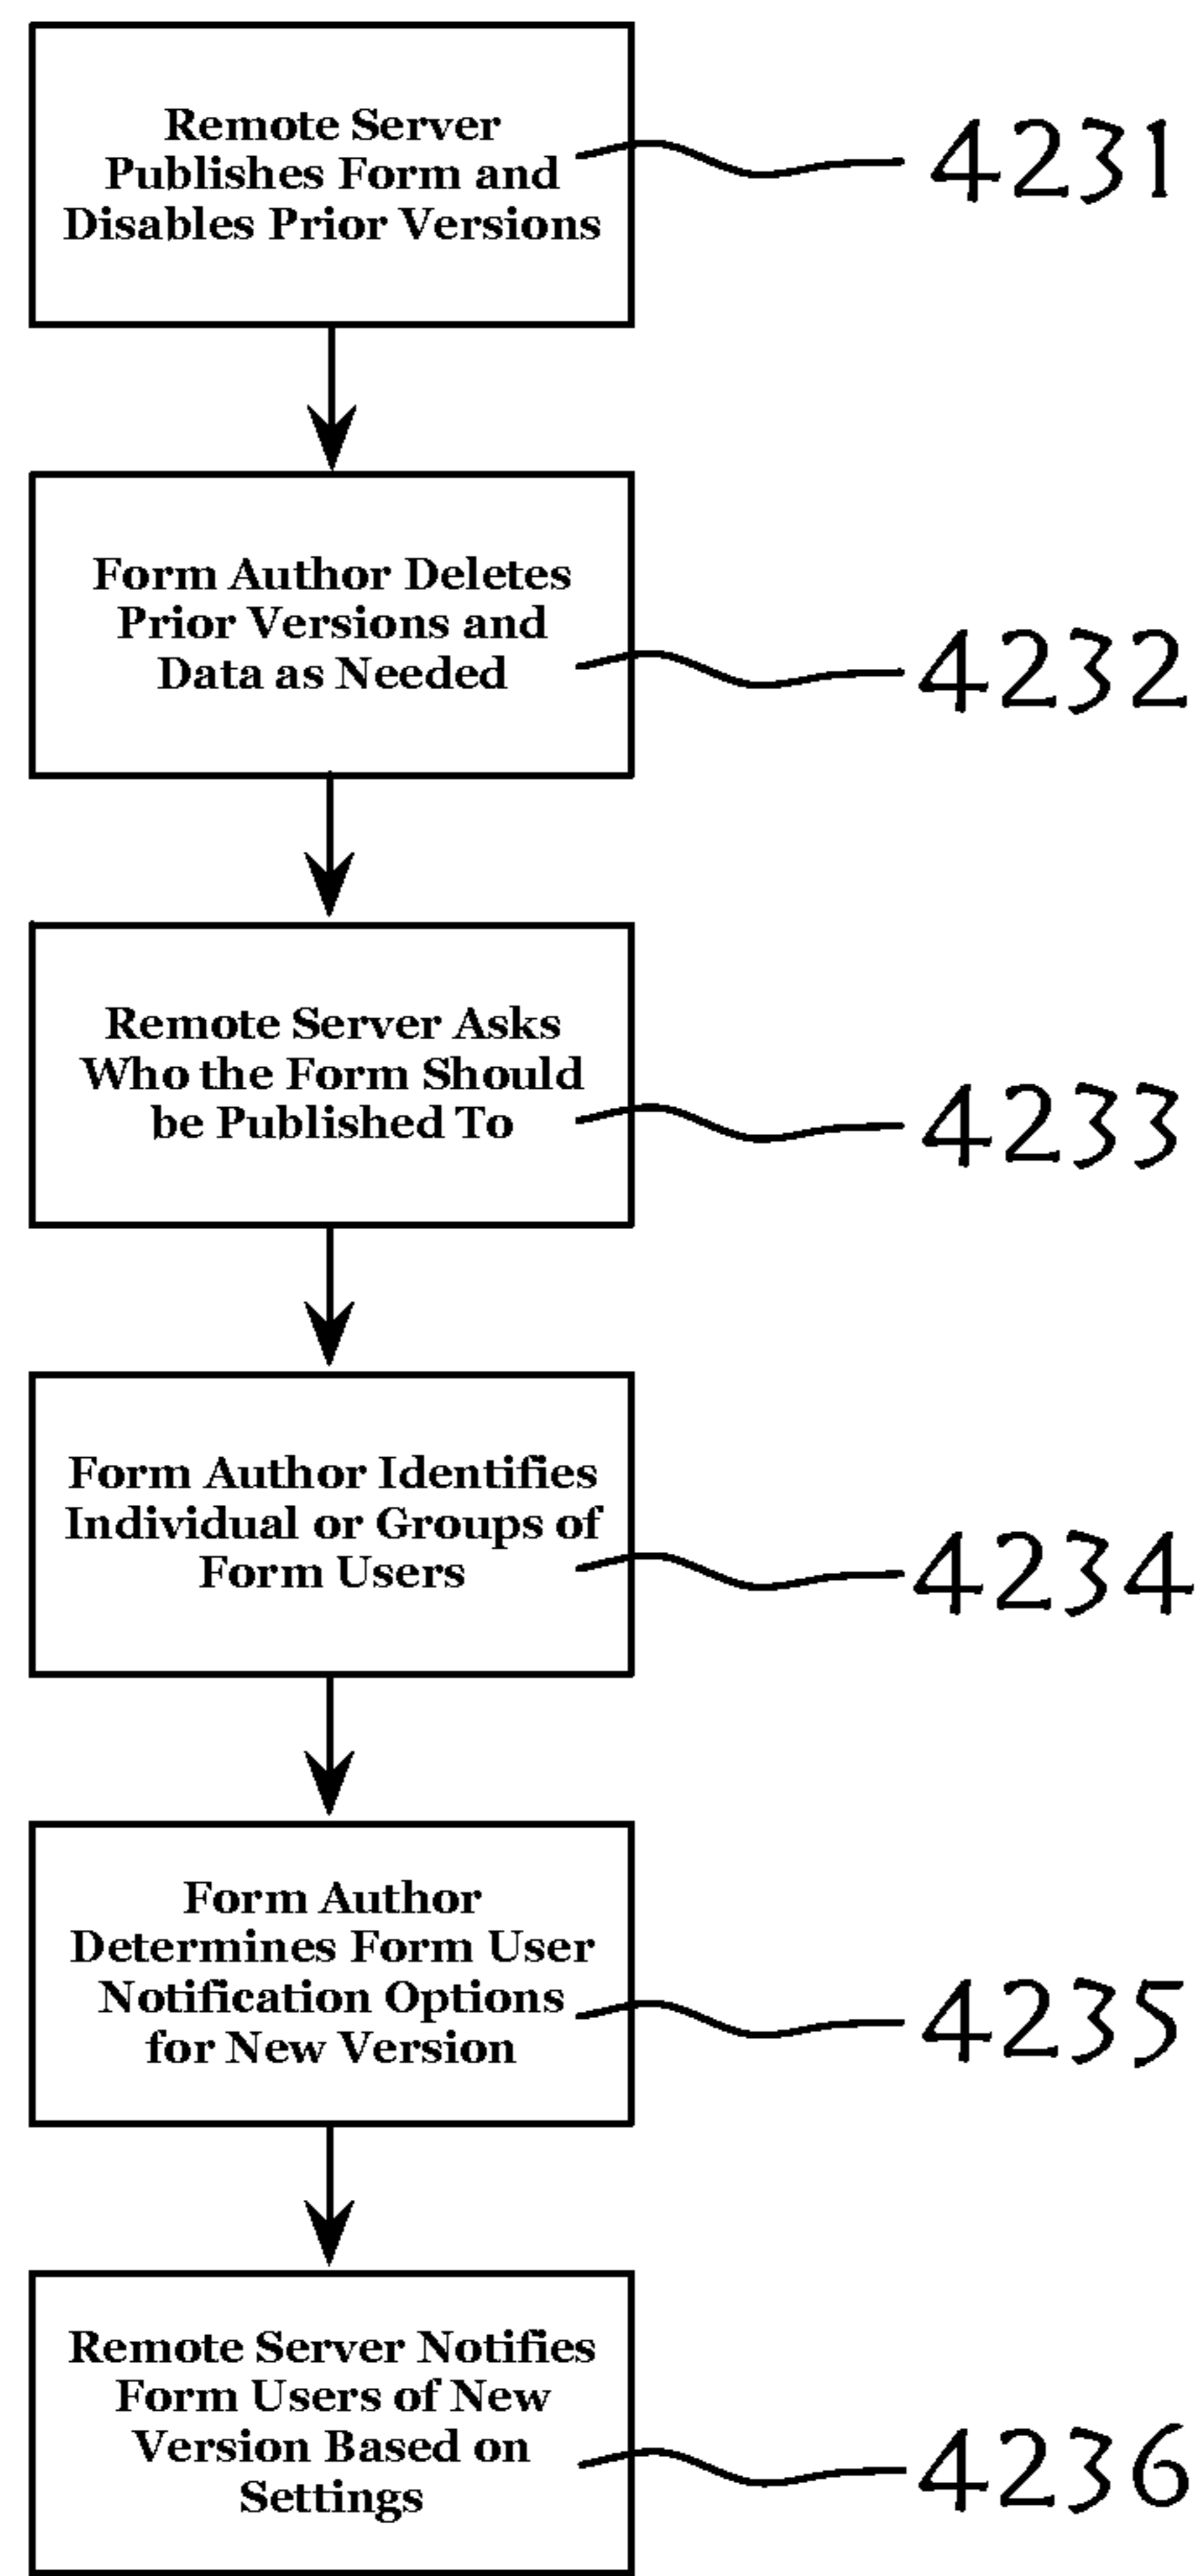 Remote Server
Publishes Form and
Disables Prior Versions
4231
Form Author Deletes
Prior Versions and
Data as Needed
4232
Remote Server Asks
Who the Form Should
be Published To
4233
Form Author Identifies
Individual or Groups of
Form Users
4234
Form Author
Determines Form User
Notification Options
for New Version
4235
Remote Server Notifies
Form Users of New
Version Based on
Settings
4236